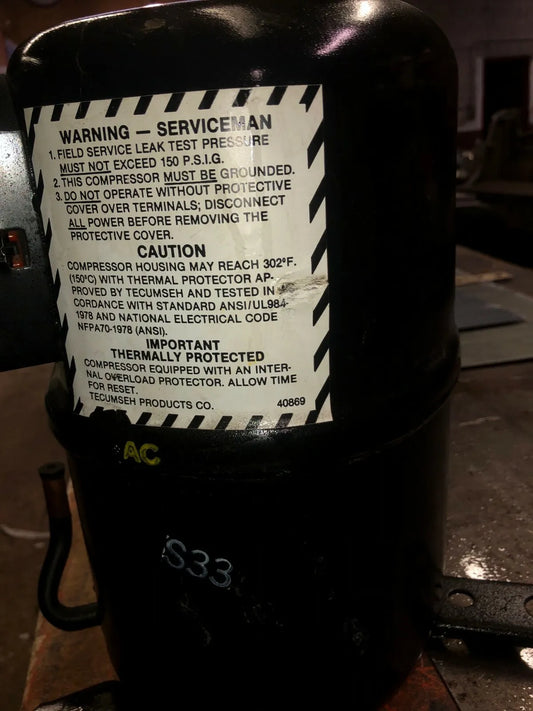 WARNING — SERVICEMAN
1. FIELD SERVICE LEAK TEST PRESSURE
MUST NOT EXCEED 150 P.S.I.G.
2. THIS COMPRESSOR MUST BE GROUNDED.
3. DO NOT OPERATE WITHOUT PROTECTIVE
COVER OVER TERMINALS; DISCONNECT
ALL POWER BEFORE REMOVING THE
PROTECTIVE COVER.
CAUTION
COMPRESSOR HOUSING MAY REACH 302°F.
(150°C) WITH THERMAL PROTECTOR AP-
PROVED BY TECUMSEH AND TESTED IN
CORDANCE WITH STANDARD ANSI/UL984-
1978 AND NATIONAL ELECTRICAL CODE
NFPA70-1978 (ANSI).
IMPORTANT
THERMALLY PROTECTED
COMPRESSOR EQUIPPED WITH AN INTER-
NAL OVERLOAD PROTECTOR. ALLOW TIME
FOR RESET.
TECUMSEH PRODUCTS CO. 40869
AC
S33